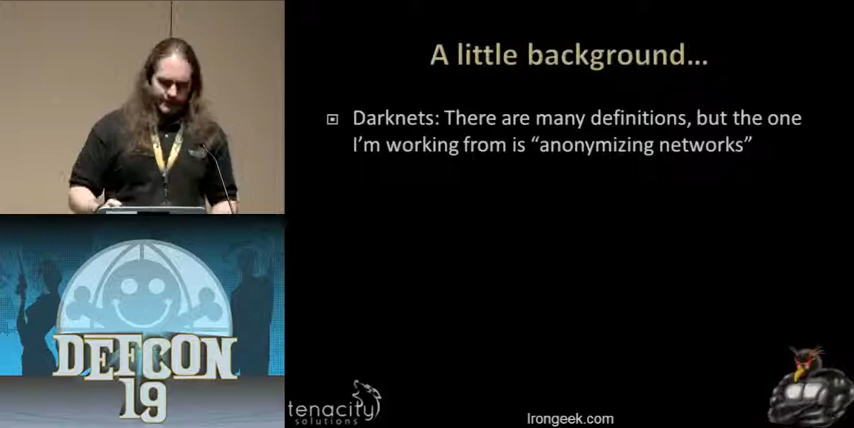 A little background...
Darknets: There are many definitions, but the one
I'm working from is "anonymizing networks"
DEFCON
19
tenacity
solutions
Irongeek.com